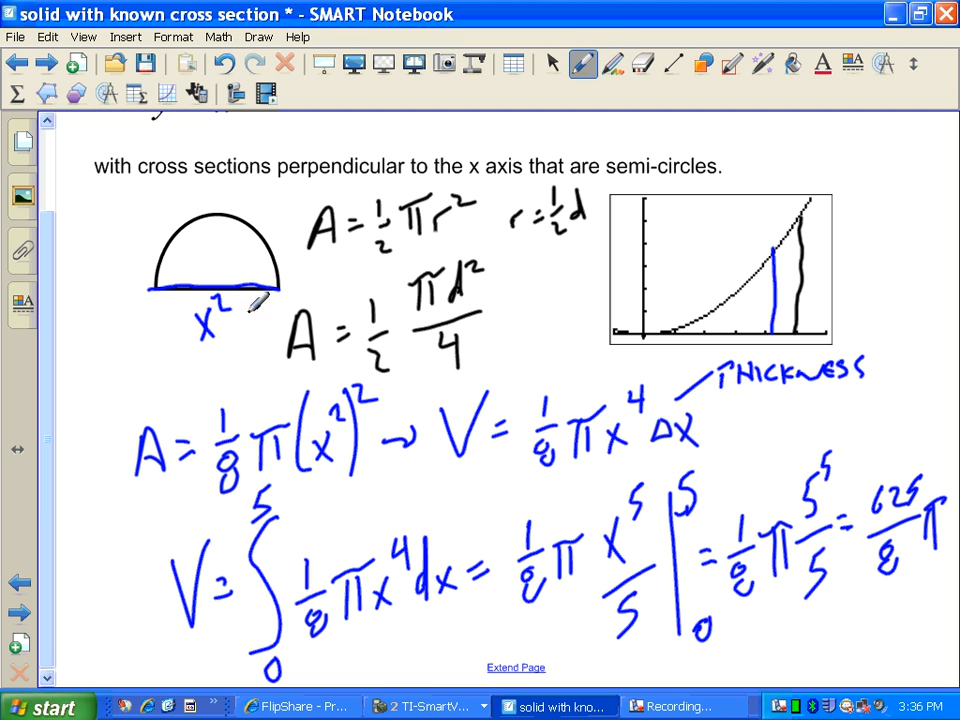 solid with known cross section * - SMART Notebook
File Edit View Insert Format Math Draw Help
with cross sections perpendicular to the x axis that are semi-circles.
A = 1/2 πr² r = 1/2 d
x²
A = 1/2 πd²/4
THICKNESS
A = 1/8 π(x²)² → V = 1/8 πx⁴ Δx
V = ∫₀⁵ 1/8 πx⁴ dx = 1/8 π x⁵/5 |₀⁵ = 1/8 π 5⁵/5 = 625/8 π
Extend Page
start FlipShare - Pr... 2 TI-SmartV... solid with kno... Recording... 3:36 PM